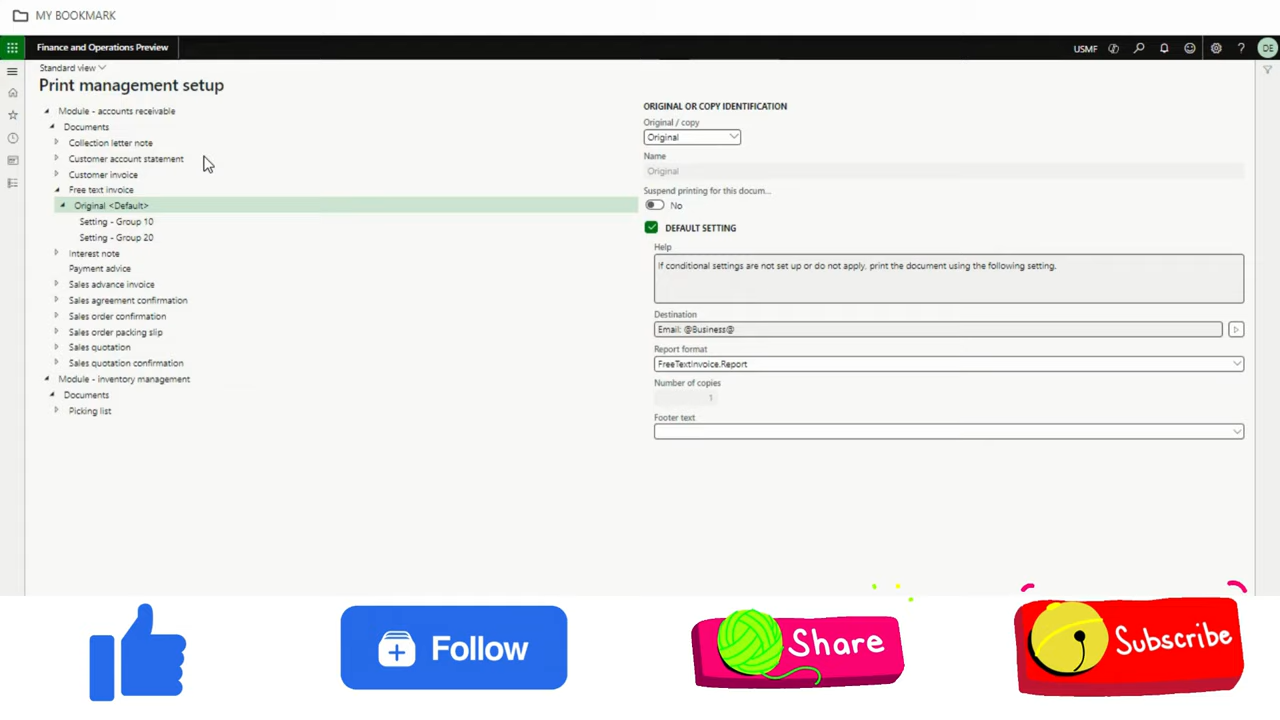 MY BOOKMARK
Finance and Operations Preview
USMF
DE
Standard view
Print management setup
Module - accounts receivable
Documents
Collection letter note
Customer account statement
Customer invoice
Free text invoice
Original <Default>
Setting - Group 10
Setting - Group 20
Interest note
Payment advice
Sales advance invoice
Sales agreement confirmation
Sales order confirmation
Sales order packing slip
Sales quotation
Sales quotation confirmation
Module - inventory management
Documents
Picking list
ORIGINAL OR COPY IDENTIFICATION
Original / copy
Original
Name
Original
Suspend printing for this docum...
No
DEFAULT SETTING
Help
If conditional settings are not set up or do not apply, print the document using the following setting.
Destination
Email: @Business@
Report format
FreeTextInvoice.Report
Number of copies
1
Footer text
Follow
Share
Subscribe